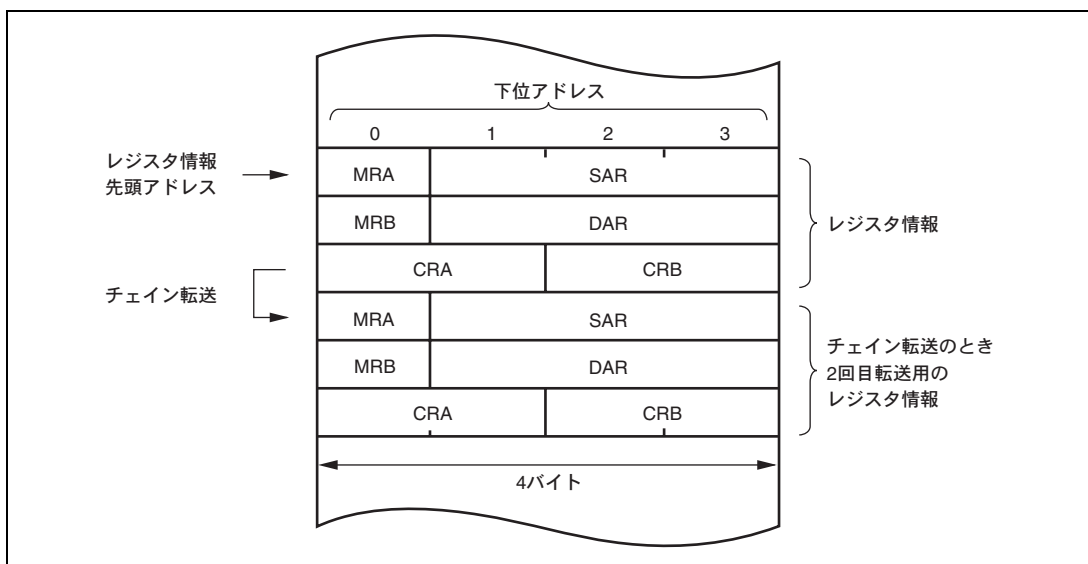 下位アドレス
0 1 2 3
レジスタ情報
先頭アドレス
MRA SAR
MRB DAR
CRA CRB
レジスタ情報
チェイン転送
MRA SAR
MRB DAR
CRA CRB
チェイン転送のとき
2回目転送用の
レジスタ情報
4バイト